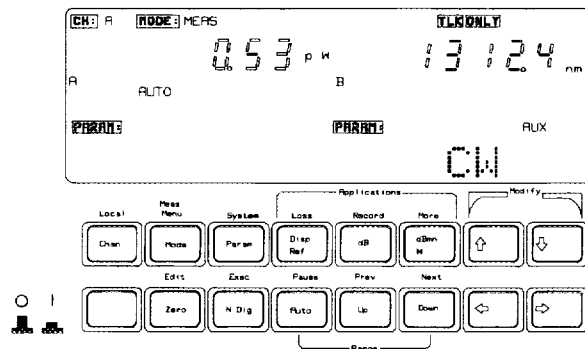 CH: A MODE: MEAS TLKONLY
0.53 pW 1312.4 nm
A AUTO B
PARAM: PARAM: AUX
CW
Applications Modify
Local Meas Menu System Loss Record More
Chan Mode Param Disp Ref dB dBm W
Edit Exec Pause Prev Next
Zero N Dig Auto Up Down
Range